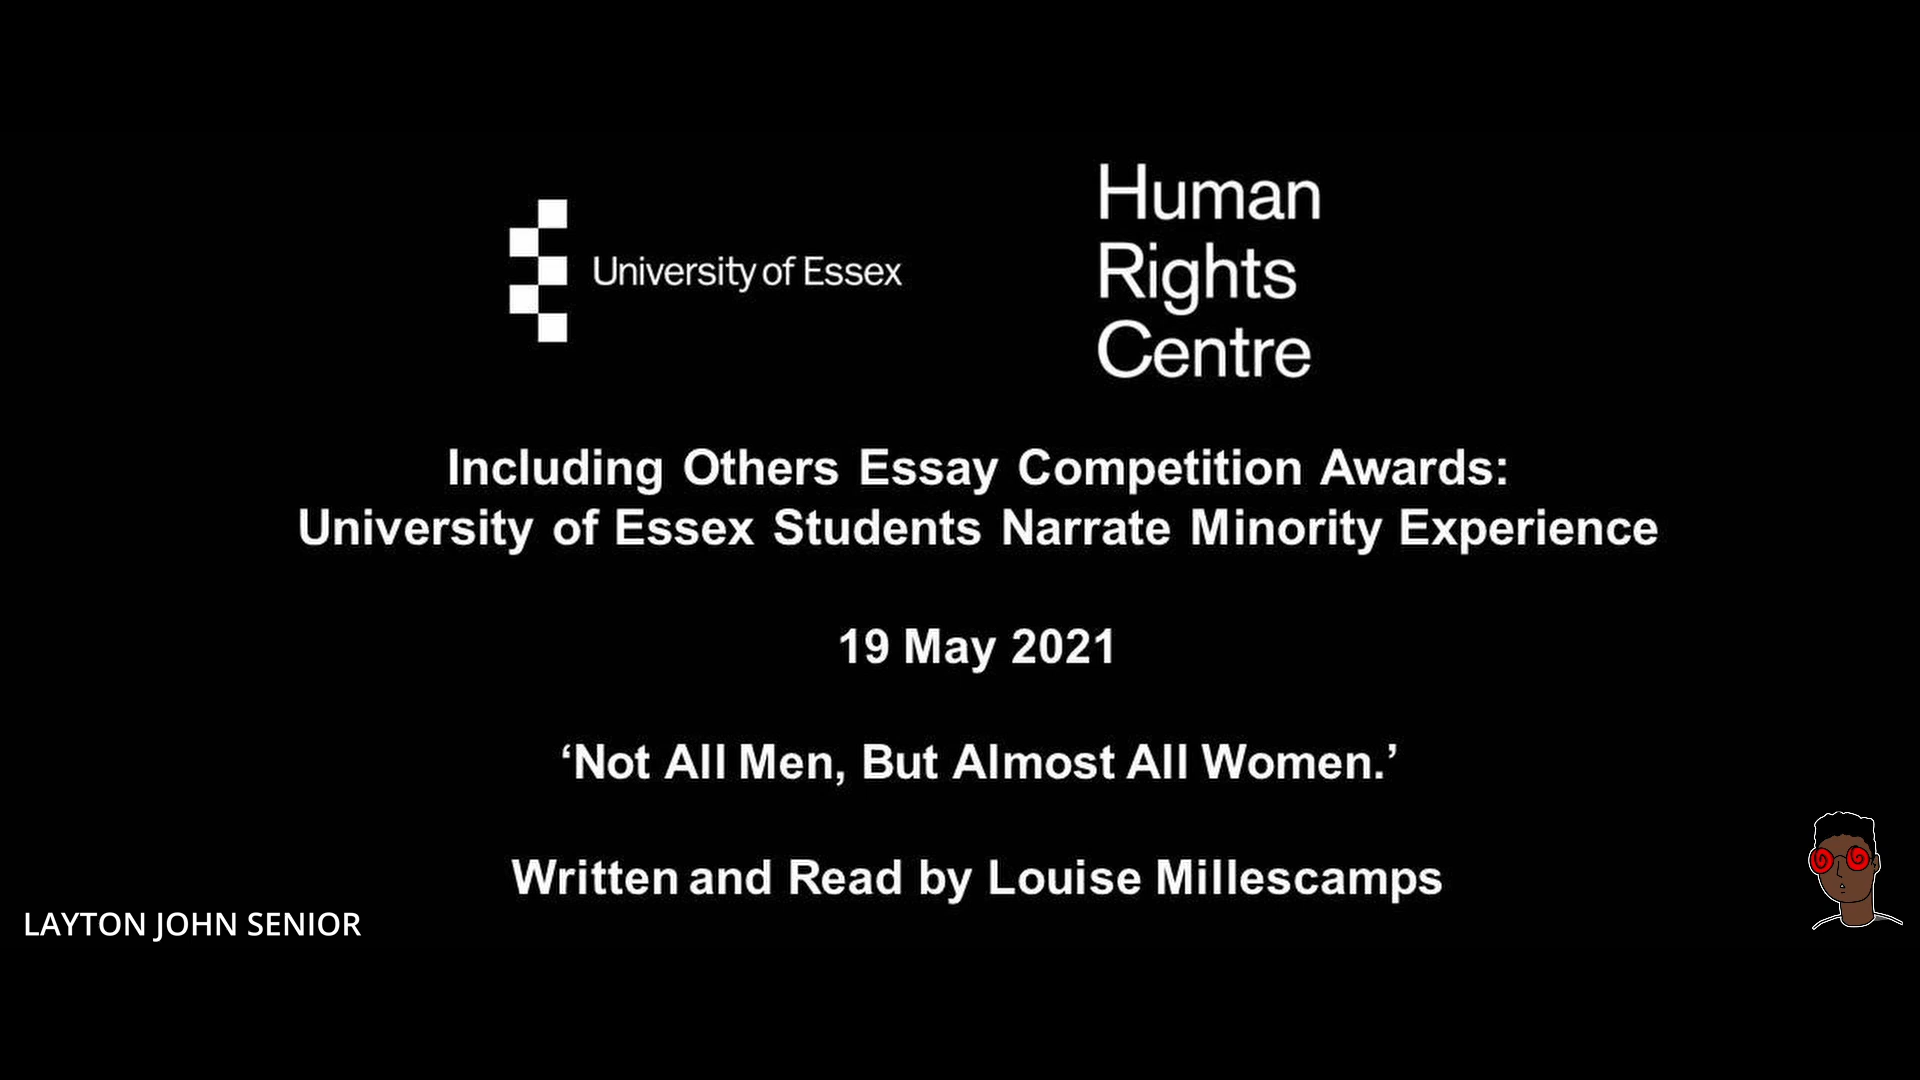 University of Essex
Human
Rights
Centre
Including Others Essay Competition Awards:
University of Essex Students Narrate Minority Experience
19 May 2021
‘Not All Men, But Almost All Women.’
Written and Read by Louise Millescamps
LAYTON JOHN SENIOR